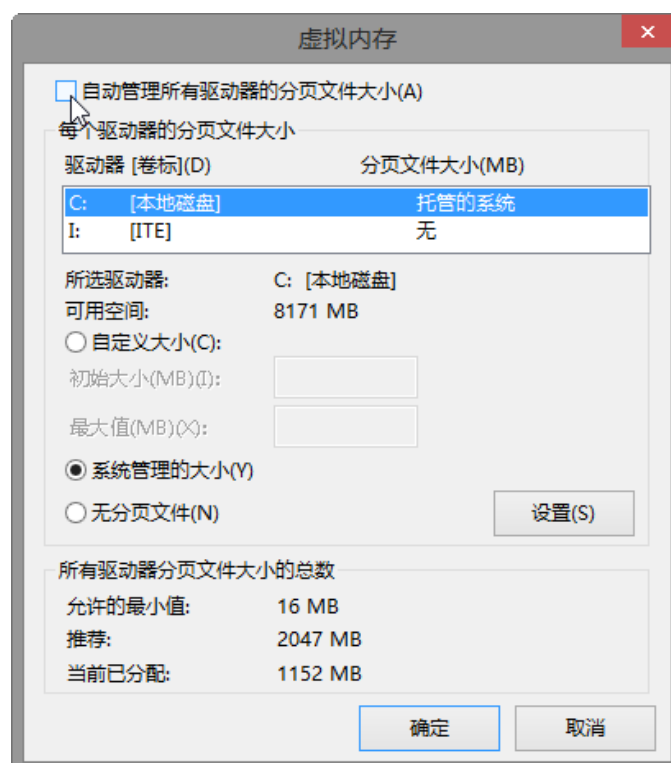 虚拟内存
自动管理所有驱动器的分页文件大小(A)
每个驱动器的分页文件大小
驱动器 [卷标](D) 分页文件大小(MB)
C: [本地磁盘] 托管的系统
I: [ITE] 无
所选驱动器: C: [本地磁盘]
可用空间: 8171 MB
自定义大小(C):
初始大小(MB)(I):
最大值(MB)(X):
系统管理的大小(Y)
无分页文件(N) 设置(S)
所有驱动器分页文件大小的总数
允许的最小值: 16 MB
推荐: 2047 MB
当前已分配: 1152 MB
确定 取消